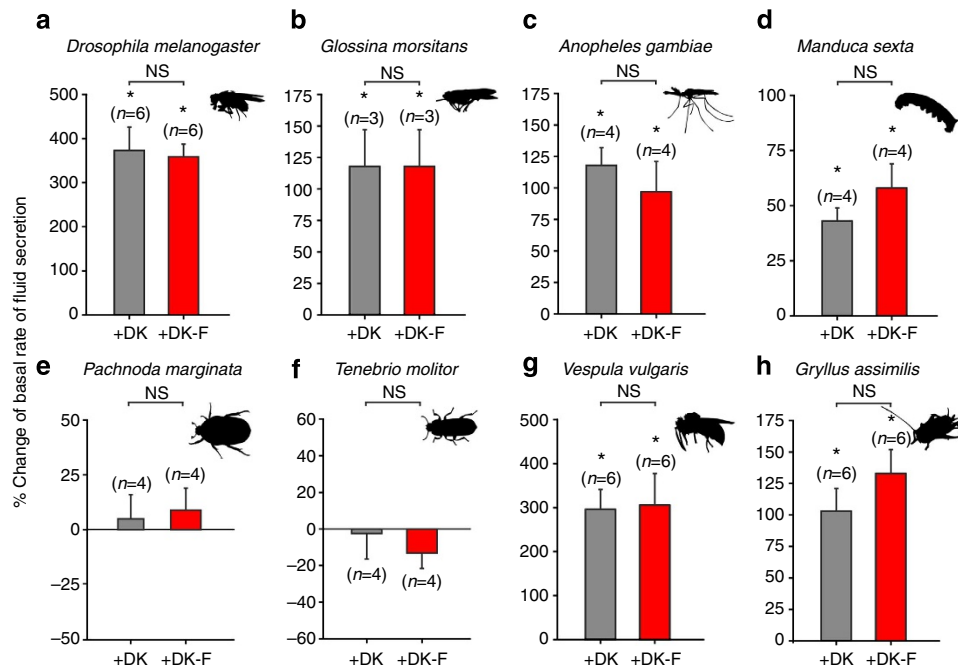 % Change of basal rate of fluid secretion
a
Drosophila melanogaster
NS
*
*
(n=6)
(n=6)
500
400
300
200
100
0
+DK
+DK-F
b
Glossina morsitans
NS
*
*
(n=3)
(n=3)
175
150
125
100
75
50
25
0
+DK
+DK-F
c
Anopheles gambiae
NS
*
*
(n=4)
(n=4)
175
150
125
100
75
50
25
0
+DK
+DK-F
d
Manduca sexta
NS
*
*
(n=4)
(n=4)
100
75
50
25
0
+DK
+DK-F
e
Pachnoda marginata
NS
(n=4)
(n=4)
50
25
0
–25
–50
+DK
+DK-F
f
Tenebrio molitor
NS
(n=4)
(n=4)
60
40
20
0
–20
–40
–60
+DK
+DK-F
g
Vespula vulgaris
NS
*
*
(n=6)
(n=6)
500
400
300
200
100
0
+DK
+DK-F
h
Gryllus assimilis
NS
*
*
(n=6)
(n=6)
175
150
125
100
75
50
25
0
+DK
+DK-F